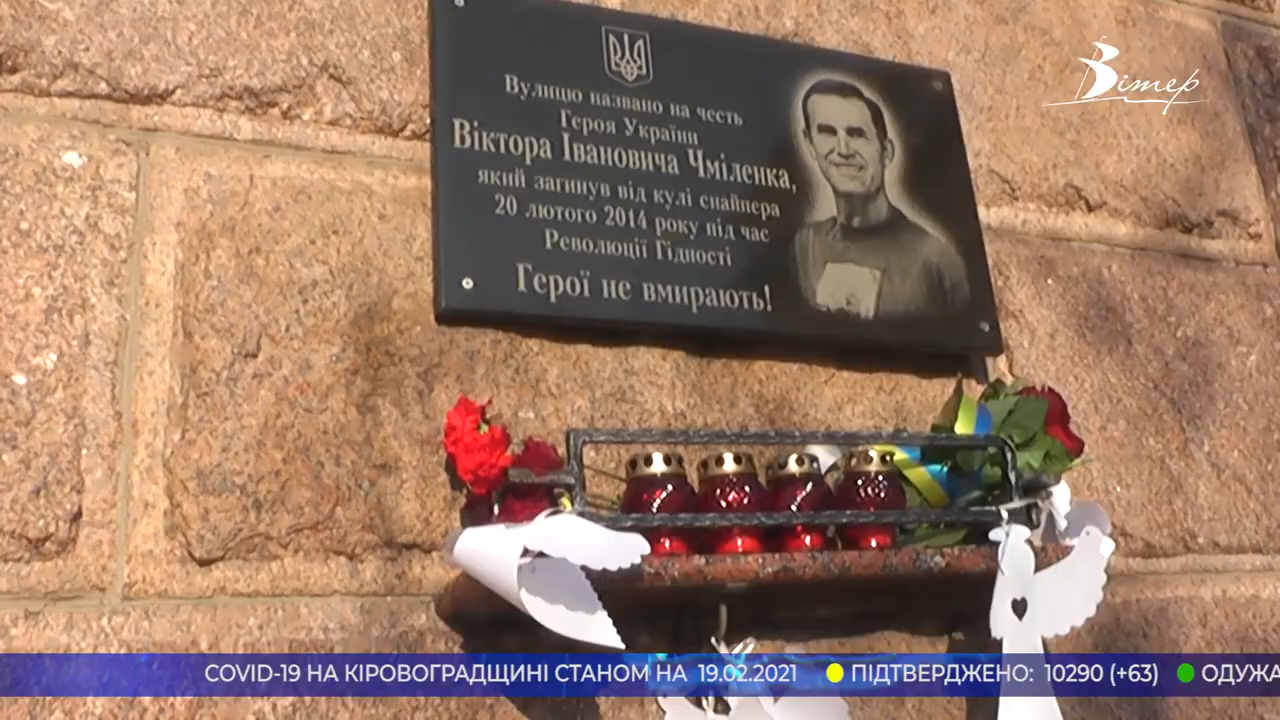 Вітер
Вулицю названо на честь
Героя України
Віктора Івановича Чміленка,
який загинув від кулі снайпера
20 лютого 2014 року під час
Революції Гідності
Герої не вмирають!
COVID-19 НА КІРОВОГРАДЩИНІ СТАНОМ НА 19.02.2021 ПІДТВЕРДЖЕНО: 10290 (+63) ОДУЖА